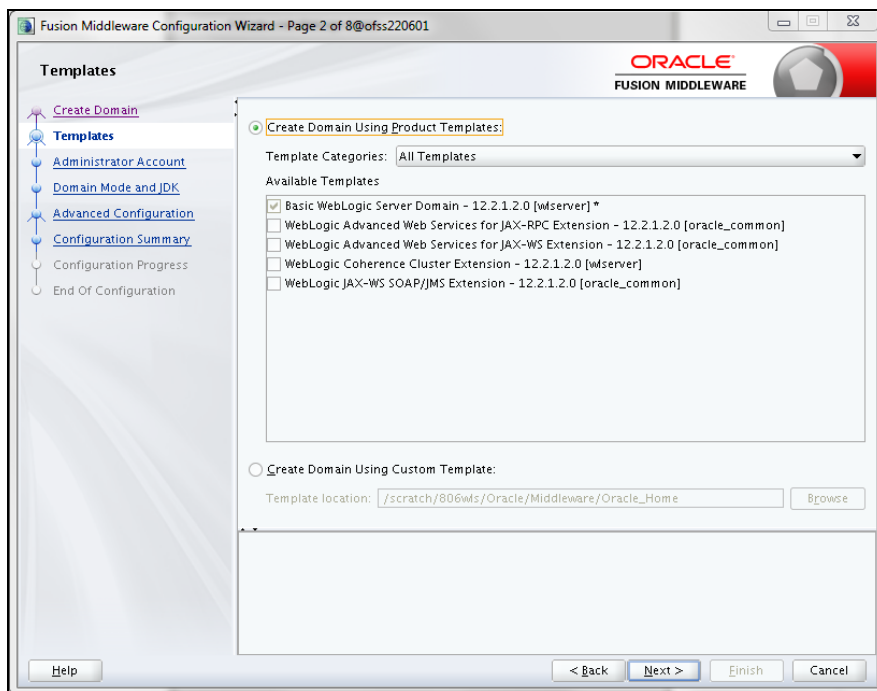 Fusion Middleware Configuration Wizard - Page 2 of 8@ofss220601
Templates
ORACLE
FUSION MIDDLEWARE
Create Domain
Templates
Administrator Account
Domain Mode and JDK
Advanced Configuration
Configuration Summary
Configuration Progress
End Of Configuration
Create Domain Using Product Templates:
Template Categories: All Templates
Available Templates
Basic WebLogic Server Domain - 12.2.1.2.0 [wlserver] *
WebLogic Advanced Web Services for JAX-RPC Extension - 12.2.1.2.0 [oracle_common]
WebLogic Advanced Web Services for JAX-WS Extension - 12.2.1.2.0 [oracle_common]
WebLogic Coherence Cluster Extension - 12.2.1.2.0 [wlserver]
WebLogic JAX-WS SOAP/JMS Extension - 12.2.1.2.0 [oracle_common]
Create Domain Using Custom Template:
Template location: /scratch/806wls/Oracle/Middleware/Oracle_Home Browse
Help < Back Next > Finish Cancel